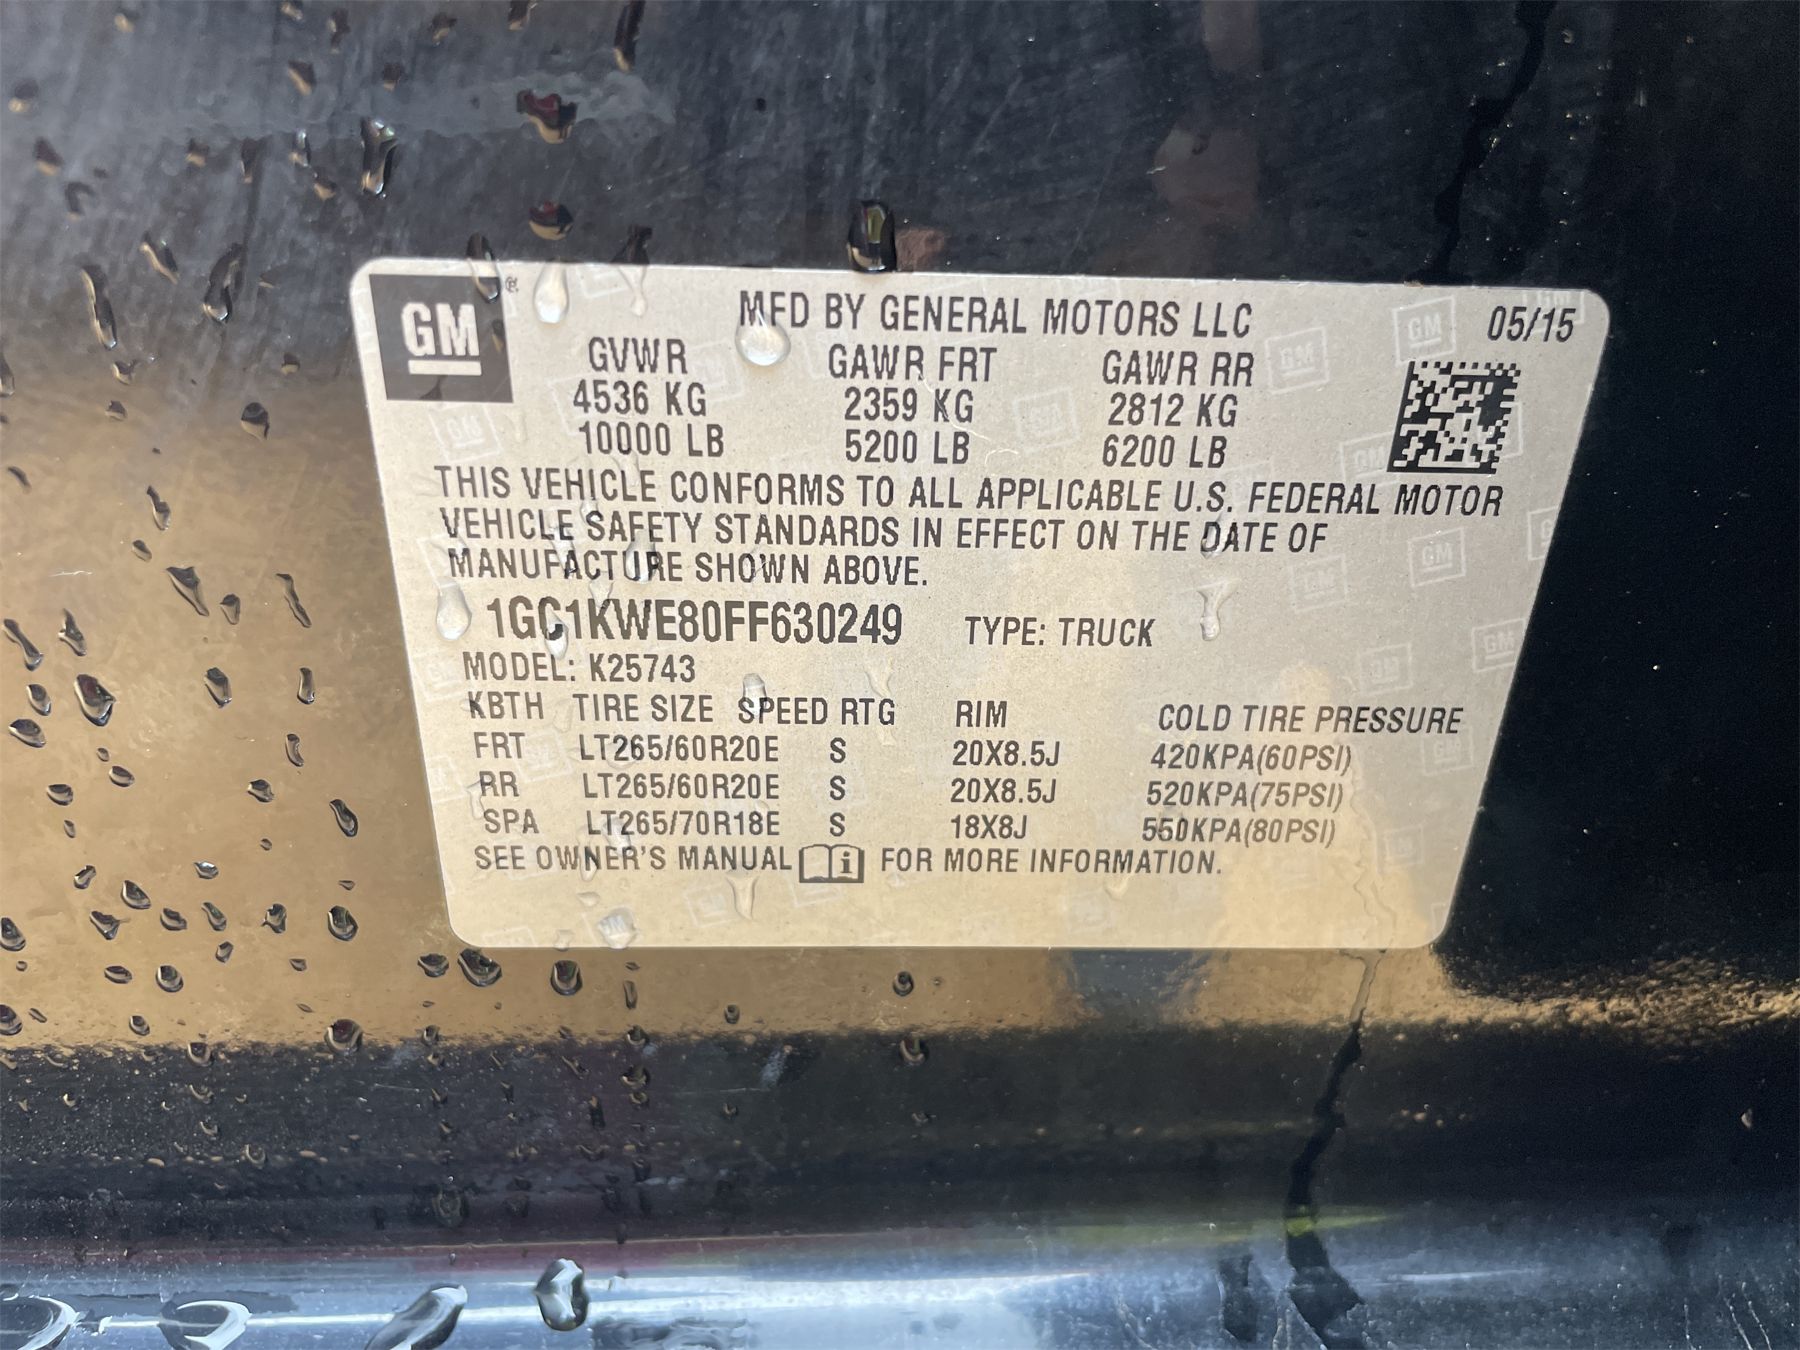 GM
MFD BY GENERAL MOTORS LLC 05/15
GVWR GAWR FRT GAWR RR
4536 KG 2359 KG 2812 KG
10000 LB 5200 LB 6200 LB
THIS VEHICLE CONFORMS TO ALL APPLICABLE U.S. FEDERAL MOTOR
VEHICLE SAFETY STANDARDS IN EFFECT ON THE DATE OF
MANUFACTURE SHOWN ABOVE.
1GC1KWE80FF630249 TYPE: TRUCK
MODEL: K25743
KBTH TIRE SIZE SPEED RTG RIM COLD TIRE PRESSURE
FRT LT265/60R20E S 20X8.5J 420KPA(60PSI)
RR LT265/60R20E S 20X8.5J 520KPA(75PSI)
SPA LT265/70R18E S 18X8J 550KPA(80PSI)
SEE OWNER'S MANUAL i FOR MORE INFORMATION.